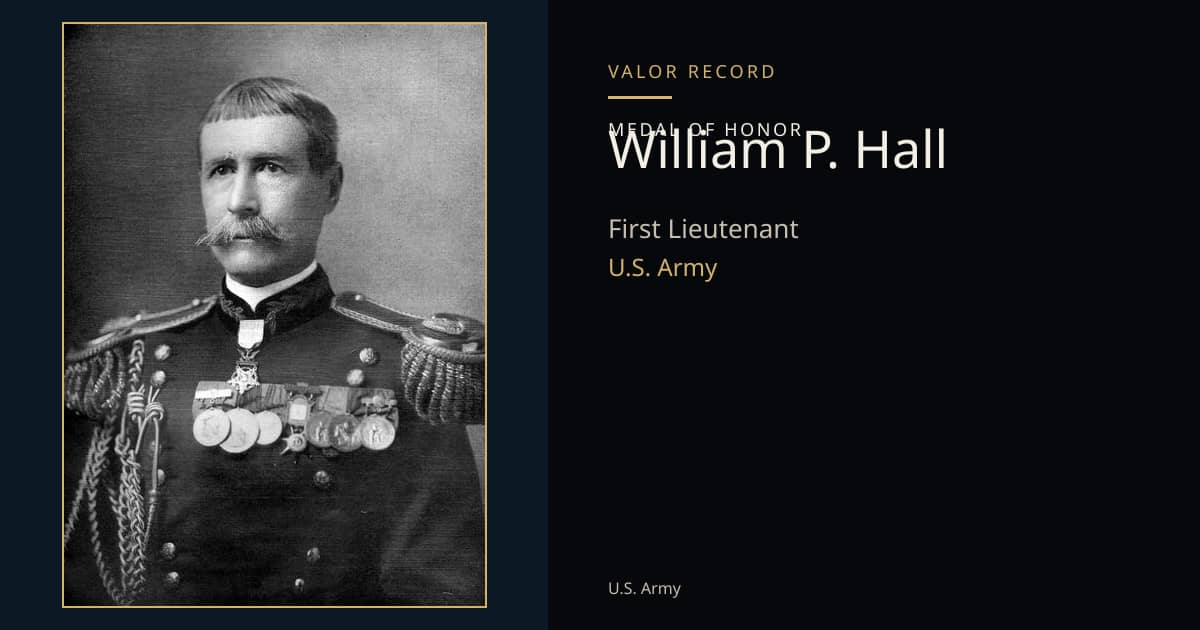 VALOR RECORD
MEDAL OF HONOR
William P. Hall
First Lieutenant
U.S. Army
U.S. Army